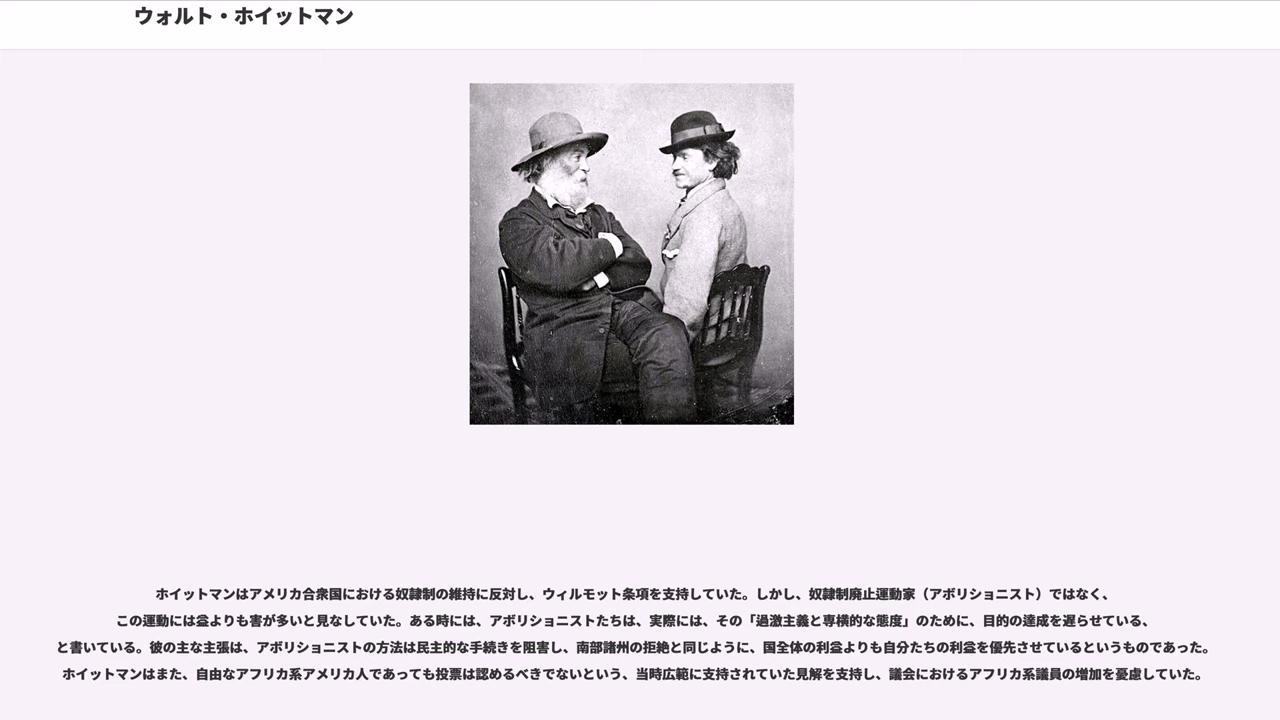 ウォルト・ホイットマン
ホイットマンはアメリカ合衆国における奴隷制の維持に反対し、ウィルモット条項を支持していた。しかし、奴隷制廃止運動家（アボリショニスト）ではなく、
この運動には益よりも害が多いと見なしていた。ある時には、アボリショニストたちは、実際には、その「過激主義と専横的な態度」のために、目的の達成を遅らせている、
と書いている。彼の主な主張は、アボリショニストの方法は民主的な手続きを阻害し、南部諸州の拒絶と同じように、国全体の利益よりも自分たちの利益を優先させているというものであった。
ホイットマンはまた、自由なアフリカ系アメリカ人であっても投票は認めるべきでないという、当時広範に支持されていた見解を支持し、議会におけるアフリカ系議員の増加を憂慮していた。